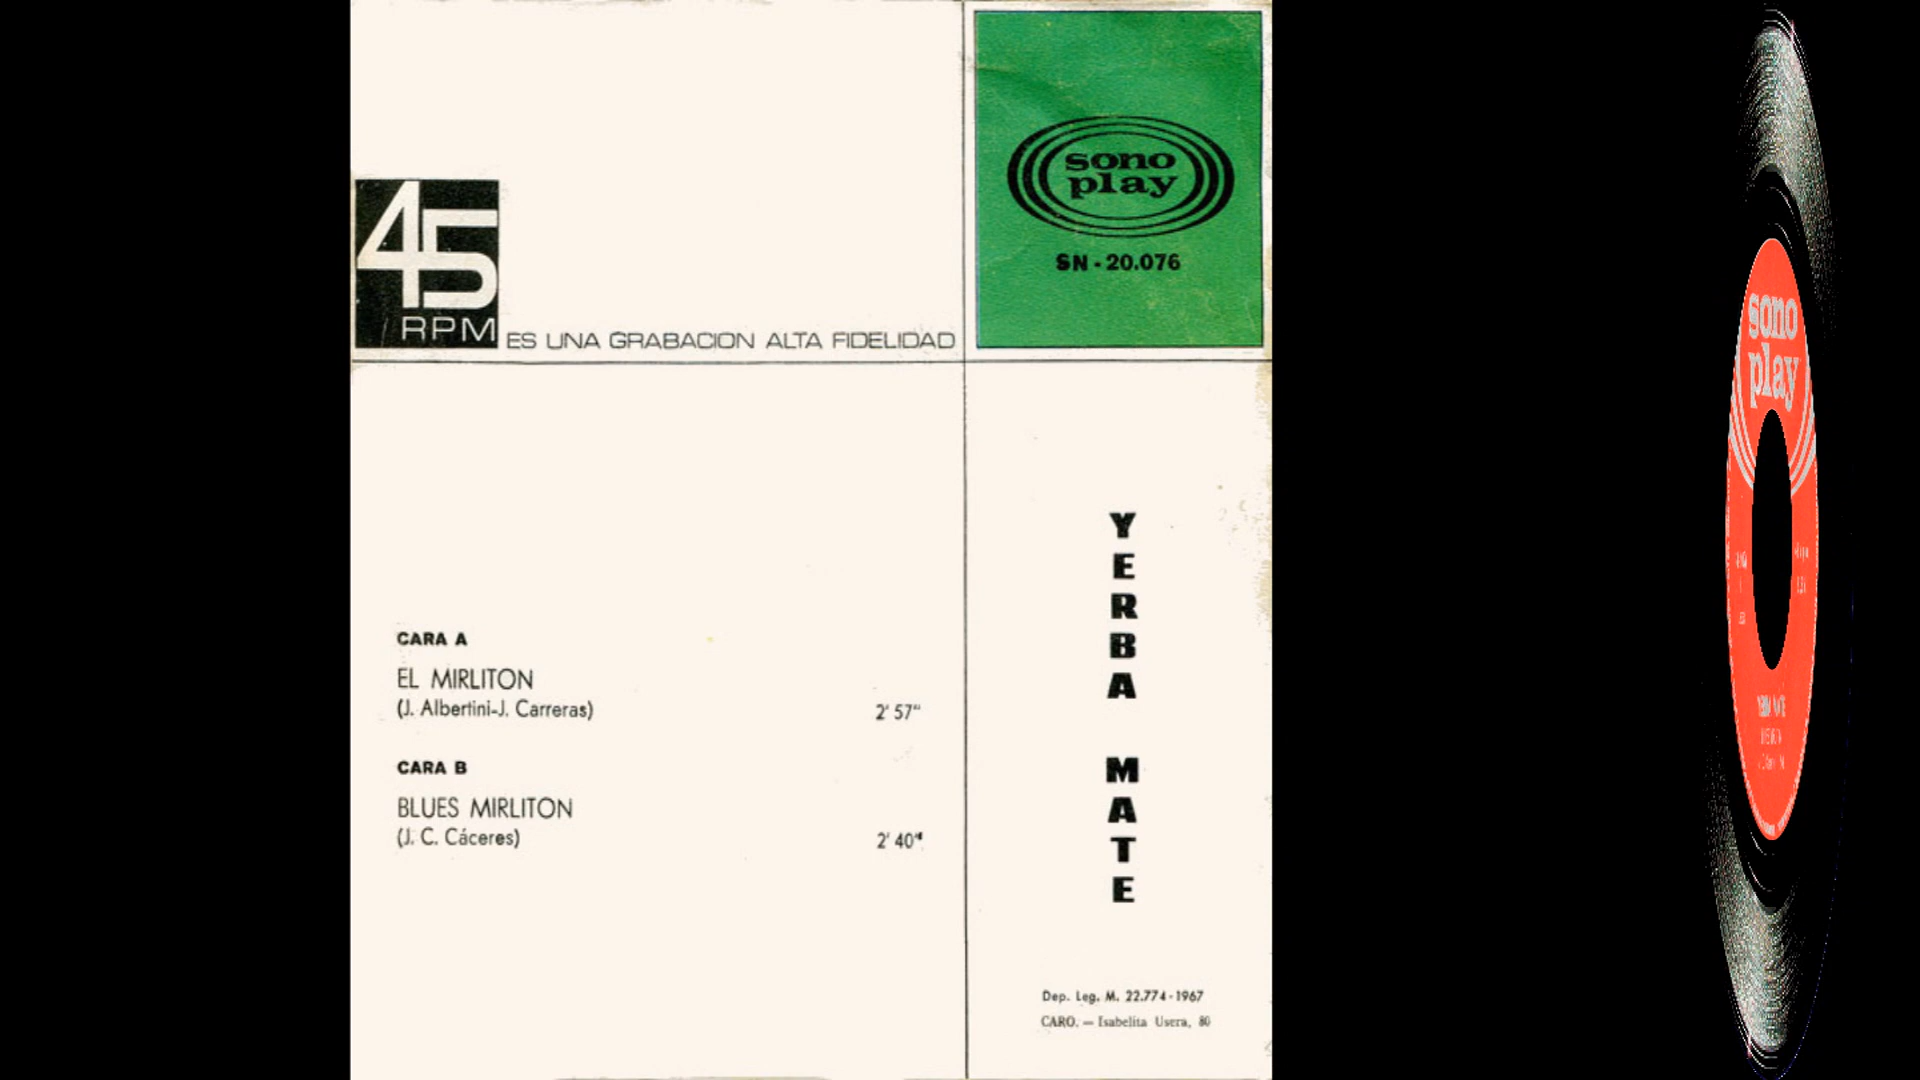 sono
play
SN - 20.076
45
RPM
ES UNA GRABACION ALTA FIDELIDAD
CARA A
EL MIRLITON
(J. Albertini-J. Carreras)
2' 57"
CARA B
BLUES MIRLITON
(J. C. Cáceres)
2' 40"
YERBA MATE
Dep. Leg. M. 22.774 - 1967
CARO. — Isabelita Usera, 80
sono
play
YERBA MATE